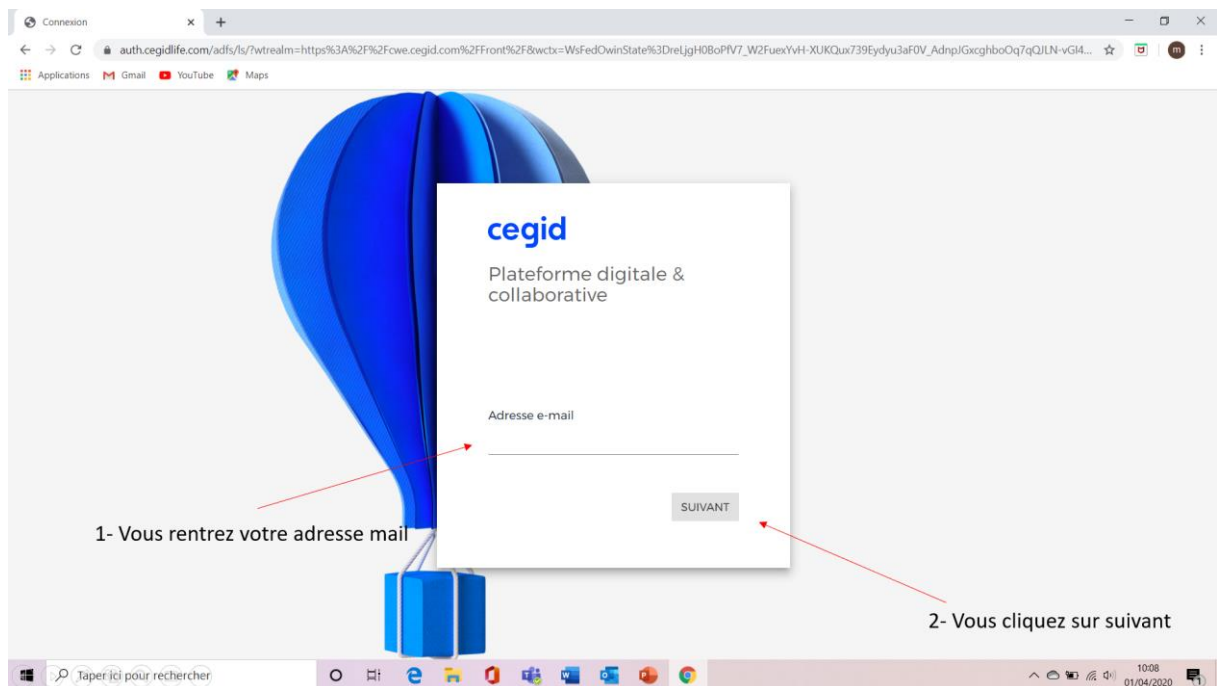 Connexion
auth.cegidlife.com/adfs/ls/?wtrealm=https%3A%2F%2Fcwe.cegid.com%2FFront%2F&wctx=WsFedOwinState%3DreLjgH0BoPfV7_W2FuexYvH-XUKQux739Eydyu3aF0V_AdnpJGxcghboOq7qQJLN-vGI4...
m
Applications Gmail YouTube Maps
cegid
Plateforme digitale &
collaborative
Adresse e-mail
SUIVANT
1- Vous rentrez votre adresse mail
2- Vous cliquez sur suivant
Taper ici pour rechercher
10:08
01/04/2020